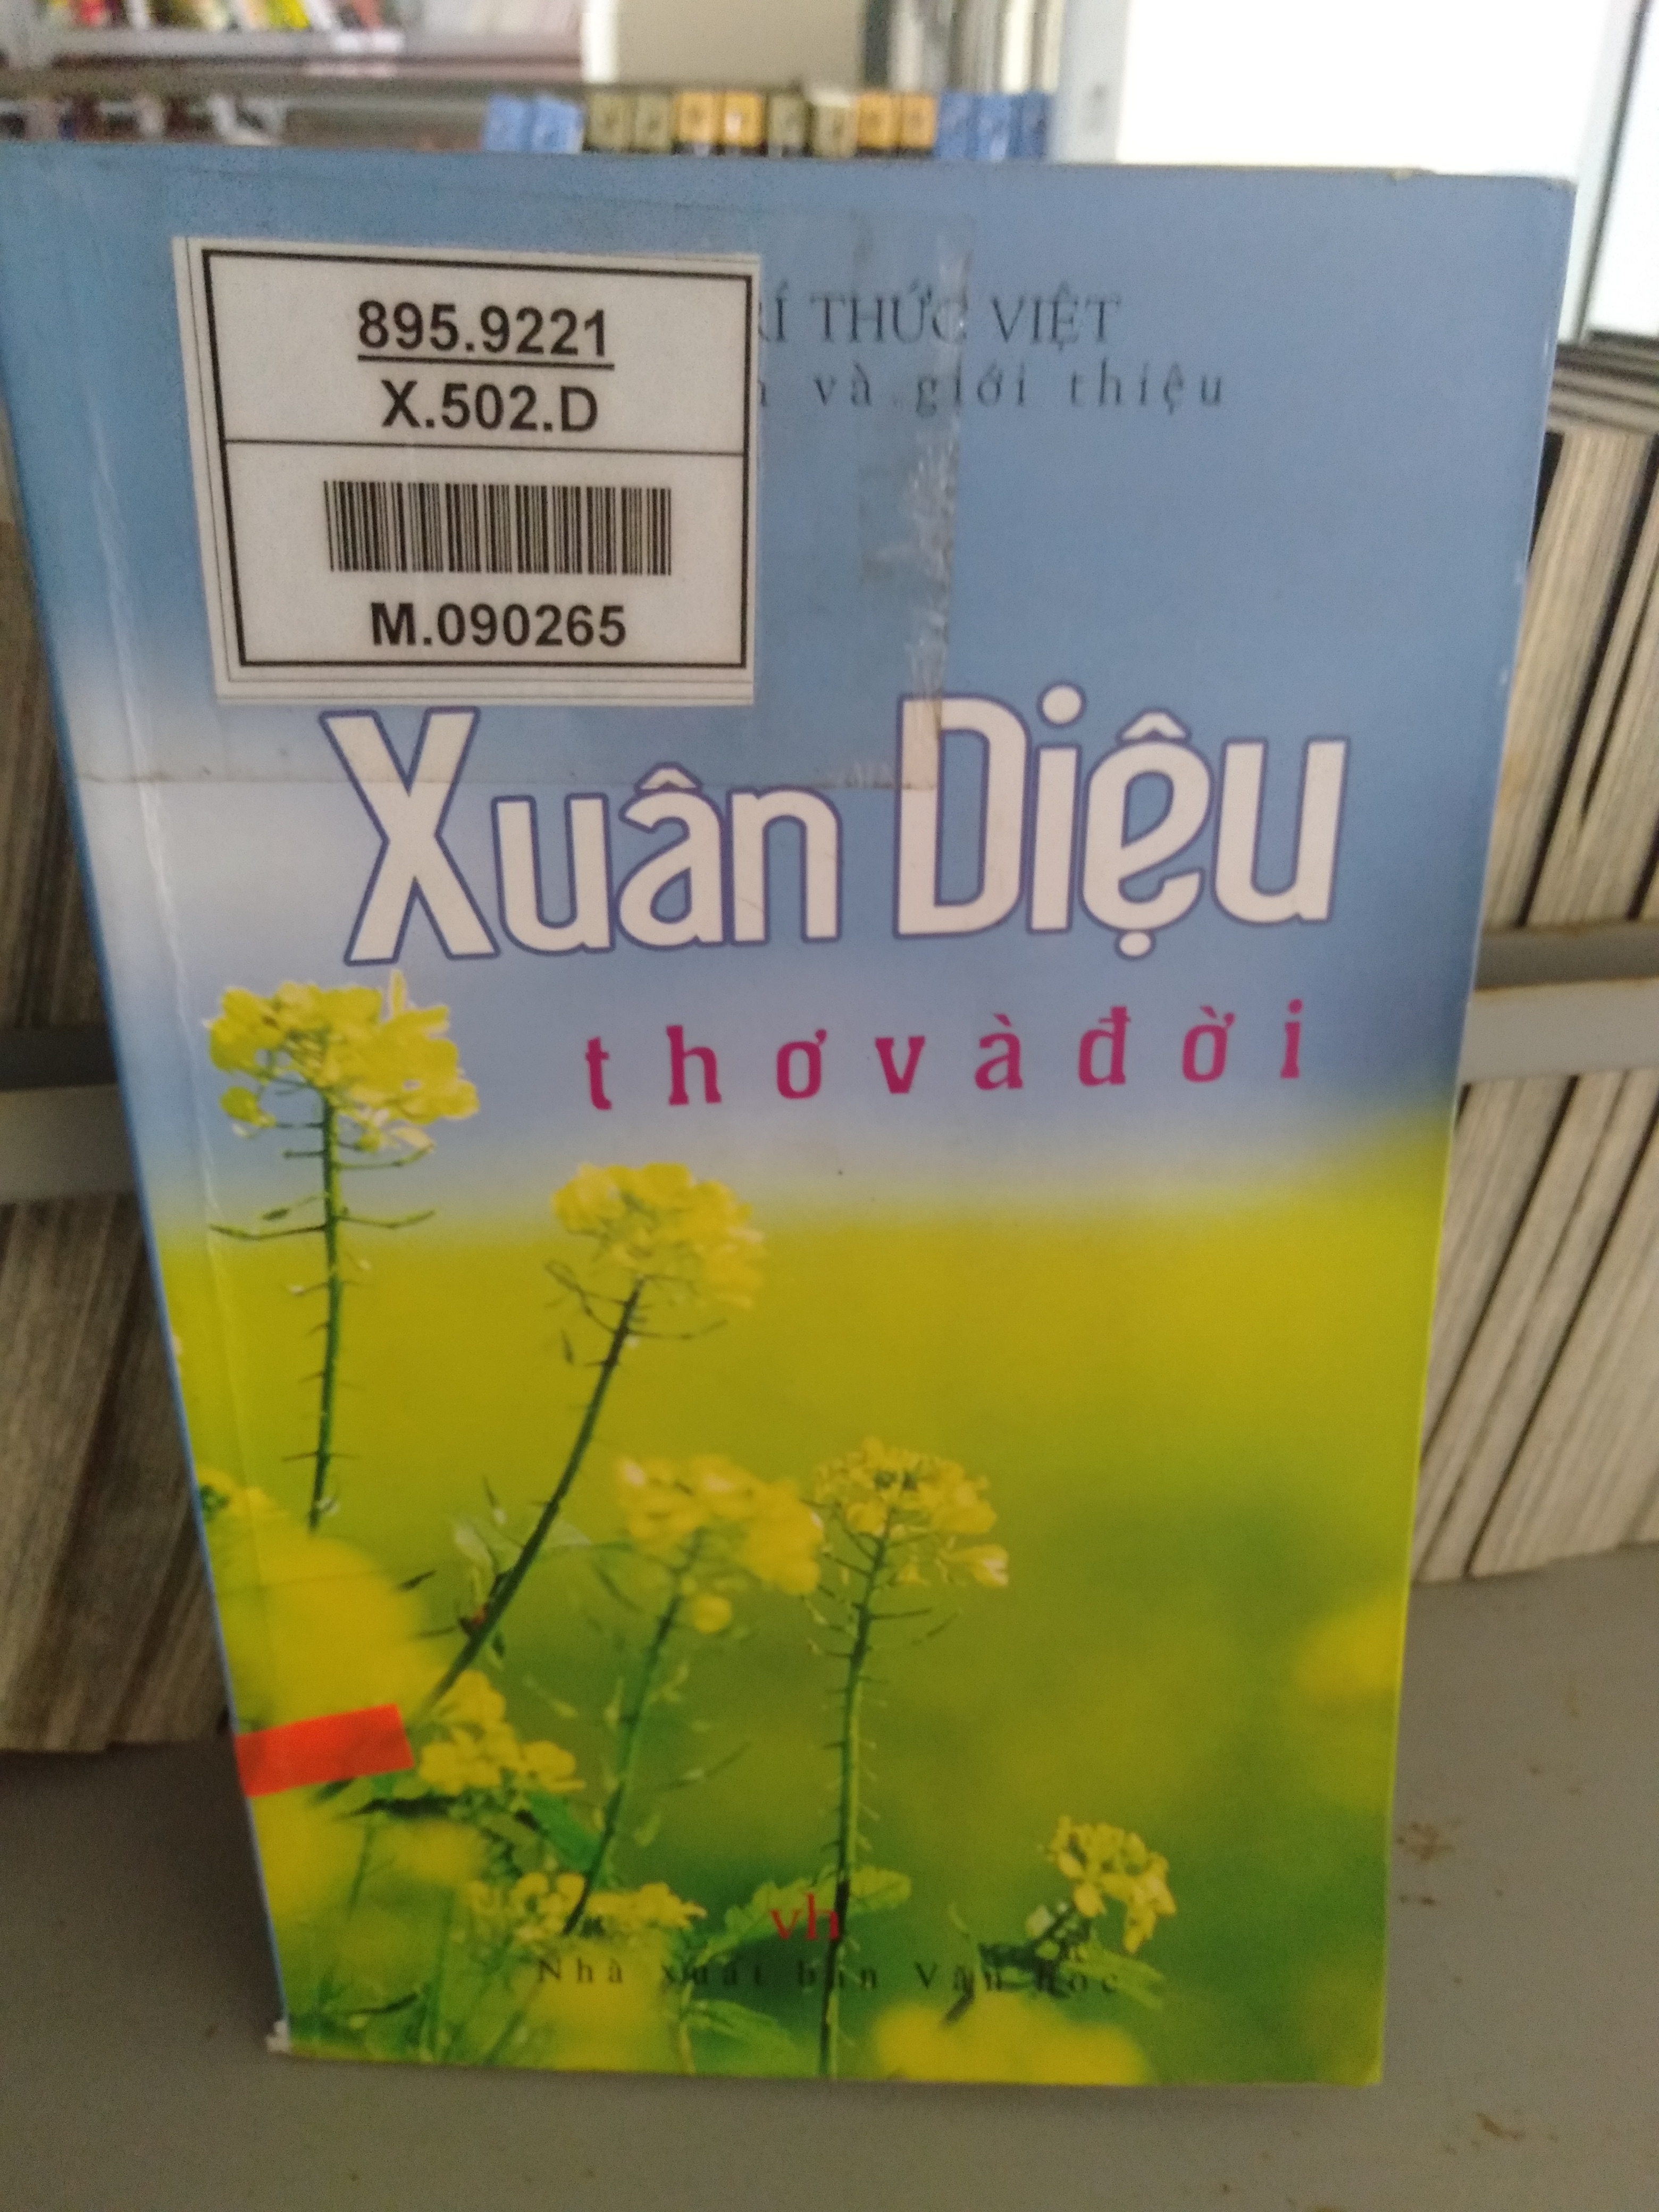 895.9221
X.502.D
M.090265
THỨC VIỆT
và giới thiệu
Xuân Diệu
thơ và đời
vh
Nhà xuất bản Văn học